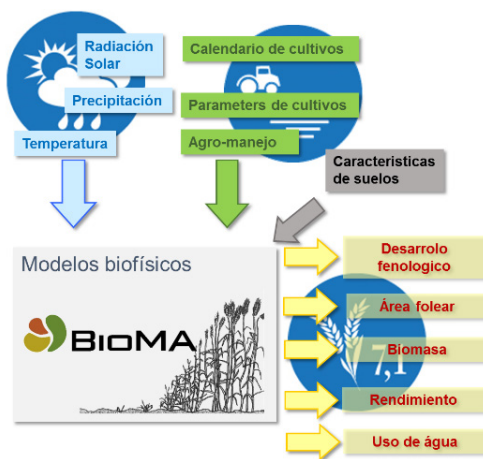 Radiación
Solar
Precipitación
Temperatura
Calendario de cultivos
Parameters de cultivos
Agro-manejo
Caracteristicas
de suelos
Modelos biofísicos
BIOMA
Desarrolo
fenologico
Área folear
Biomasa
7,1
Rendimiento
Uso de água